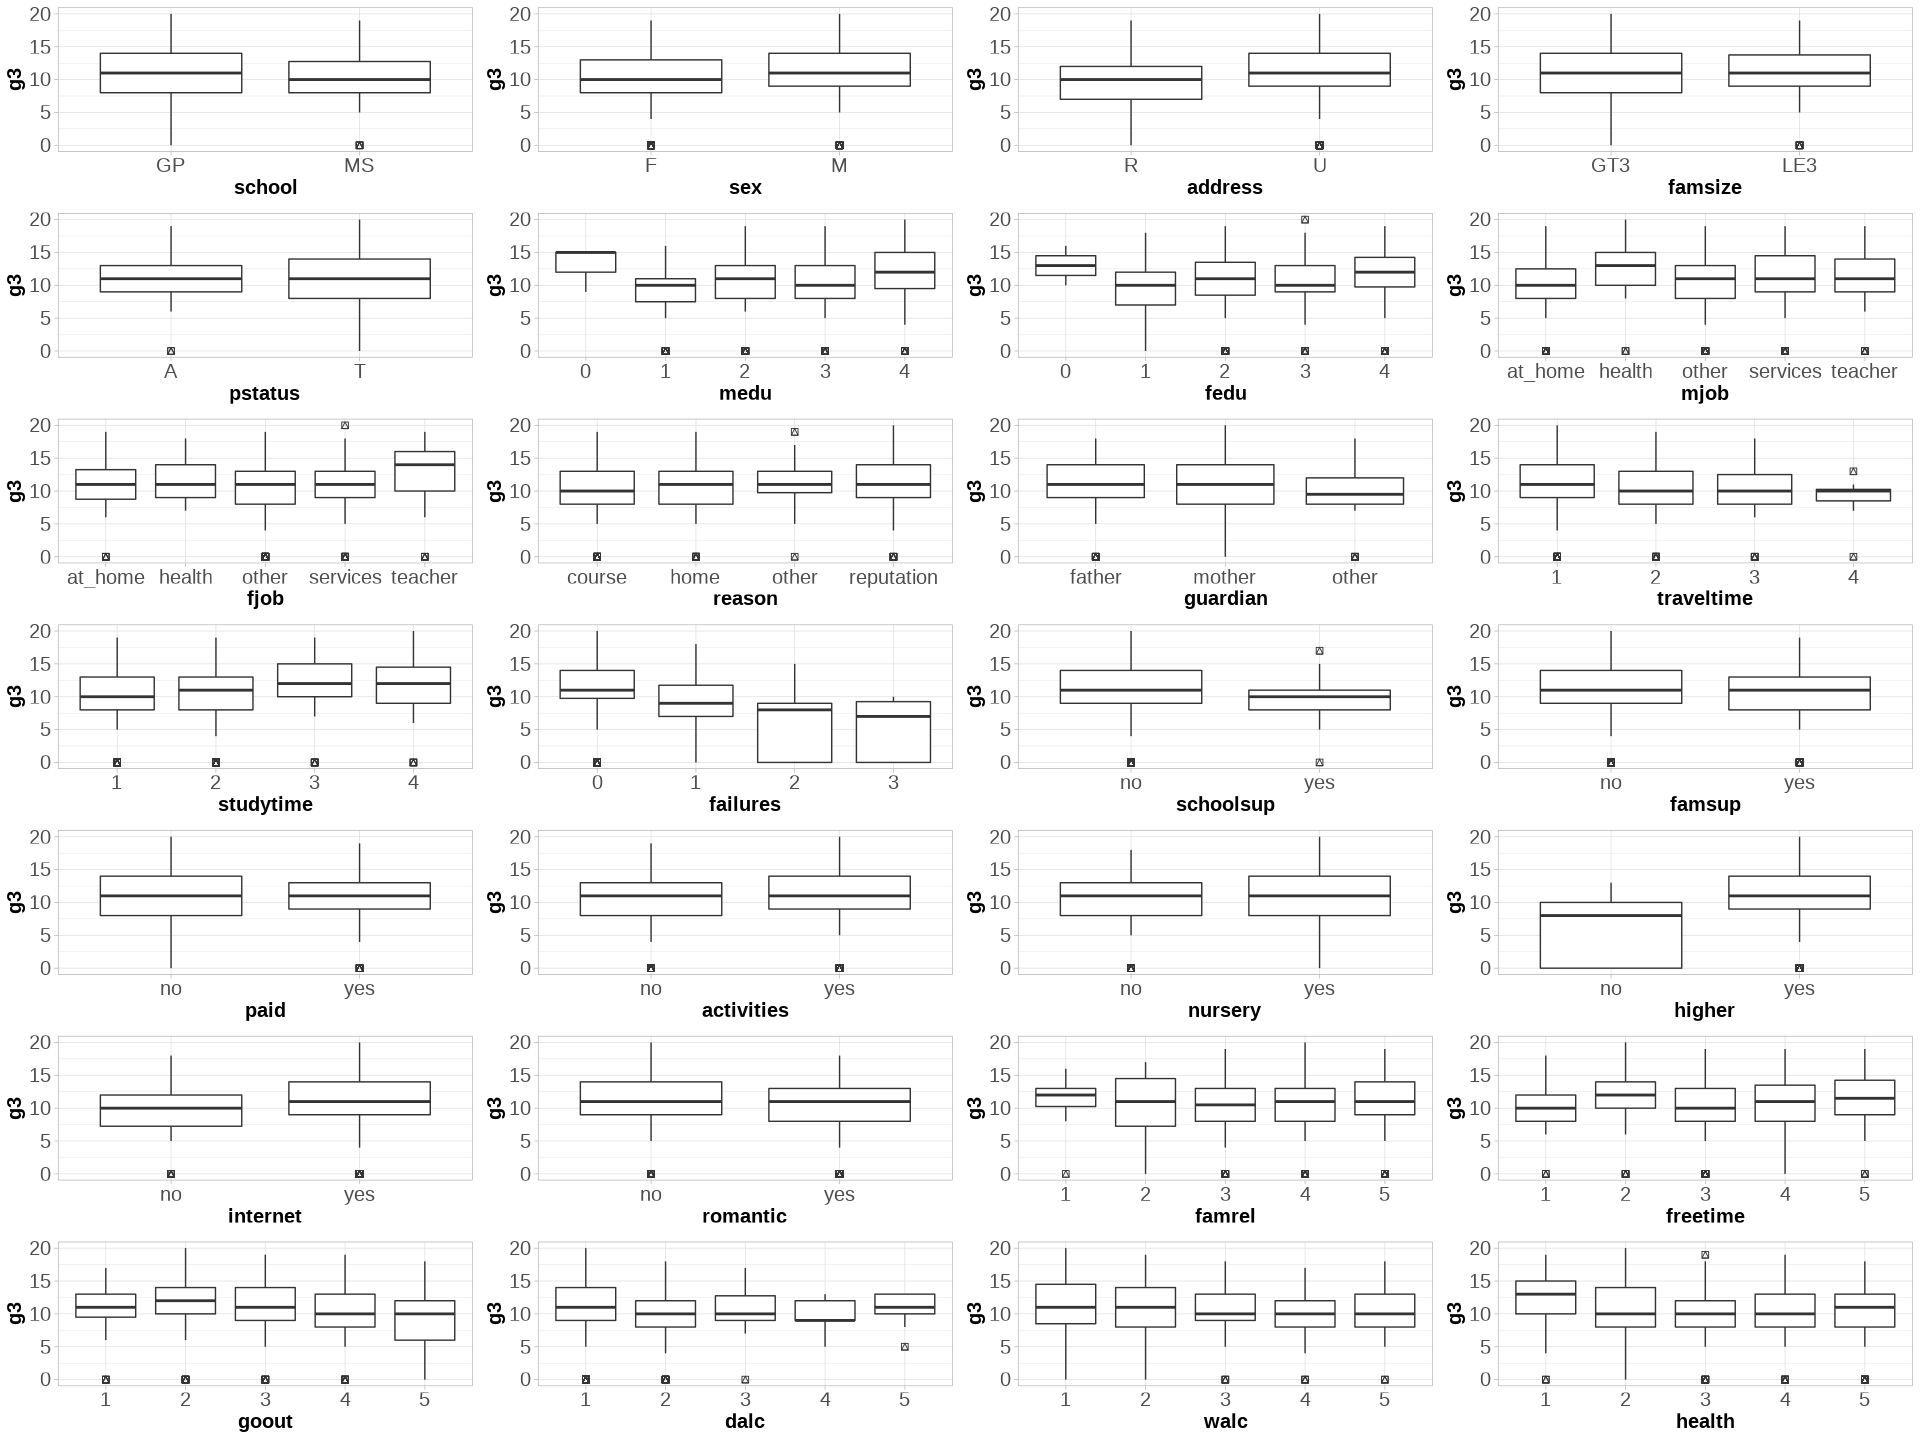 g3 20 15 10 5 0 g3 20 15 10 5 0 g3 20 15 10 5 0 g3 20 15 10 5 0
GP MS F M R U GT3 LE3
school sex address famsize
g3 20 15 10 5 0 g3 20 15 10 5 0 g3 20 15 10 5 0 g3 20 15 10 5 0
A T 0 1 2 3 4 0 1 2 3 4 at_home health other services teacher
pstatus medu fedu mjob
g3 20 15 10 5 0 g3 20 15 10 5 0 g3 20 15 10 5 0 g3 20 15 10 5 0
at_home health other services teacher course home other reputation father mother other 1 2 3 4
fjob reason guardian traveltime
g3 20 15 10 5 0 g3 20 15 10 5 0 g3 20 15 10 5 0 g3 20 15 10 5 0
1 2 3 4 0 1 2 3 no yes no yes
studytime failures schoolsup famsup
g3 20 15 10 5 0 g3 20 15 10 5 0 g3 20 15 10 5 0 g3 20 15 10 5 0
no yes no yes no yes no yes
paid activities nursery higher
g3 20 15 10 5 0 g3 20 15 10 5 0 g3 20 15 10 5 0 g3 20 15 10 5 0
no yes no yes 1 2 3 4 5 1 2 3 4 5
internet romantic famrel freetime
g3 20 15 10 5 0 g3 20 15 10 5 0 g3 20 15 10 5 0 g3 20 15 10 5 0
1 2 3 4 5 1 2 3 4 5 1 2 3 4 5 1 2 3 4 5
goout dalc walc health